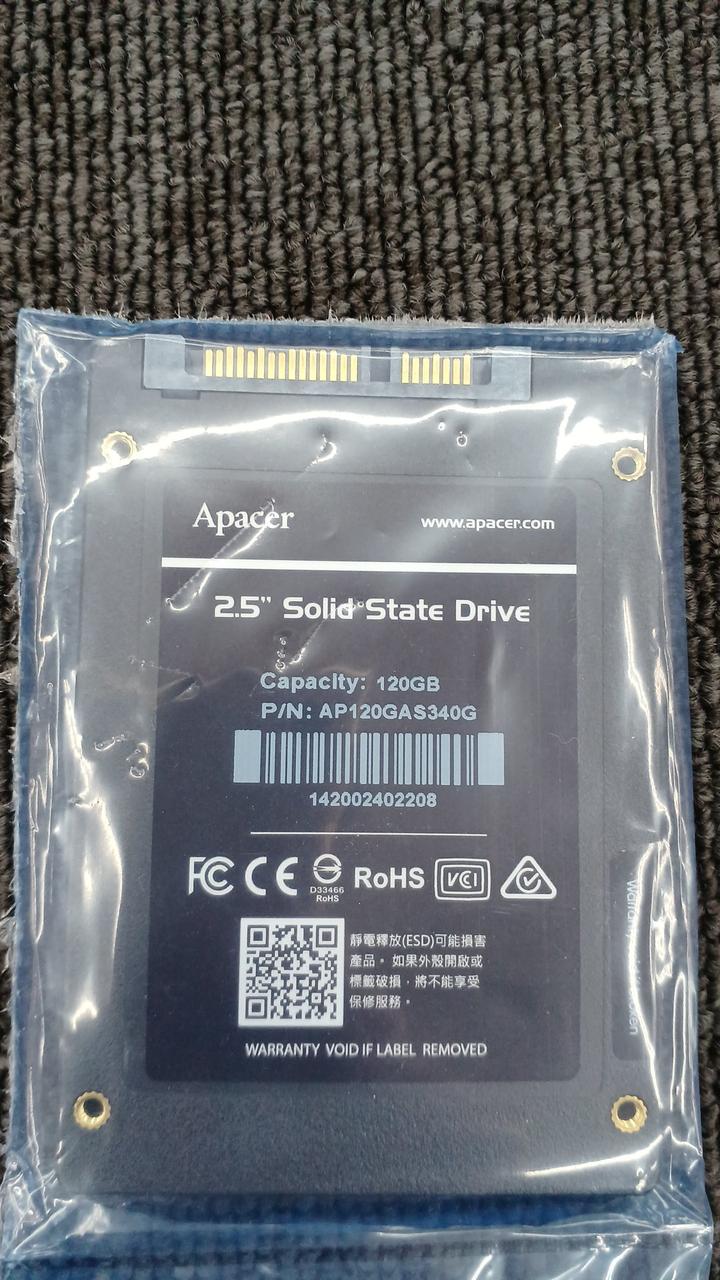 Apacer
www.apacer.com
2.5" Solid State Drive
Capacity: 120GB
P/N: AP120GAS340G
142002402208
FC CE D33466 RoHS RoHS VCI
靜電釋放(ESD)可能損害
產品。如果外殼開啟或
標籤破損，將不能享受
保修服務。
WARRANTY VOID IF LABEL REMOVED
Warranty